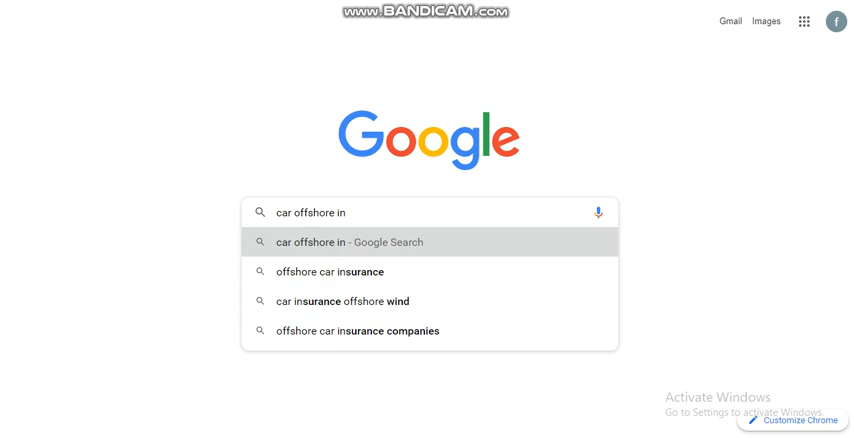 www.BANDICAM.com
Gmail Images f
Google
car offshore in
car offshore in - Google Search
offshore car insurance
car insurance offshore wind
offshore car insurance companies
Activate Windows
Go to Settings to activate Windows.
Customize Chrome